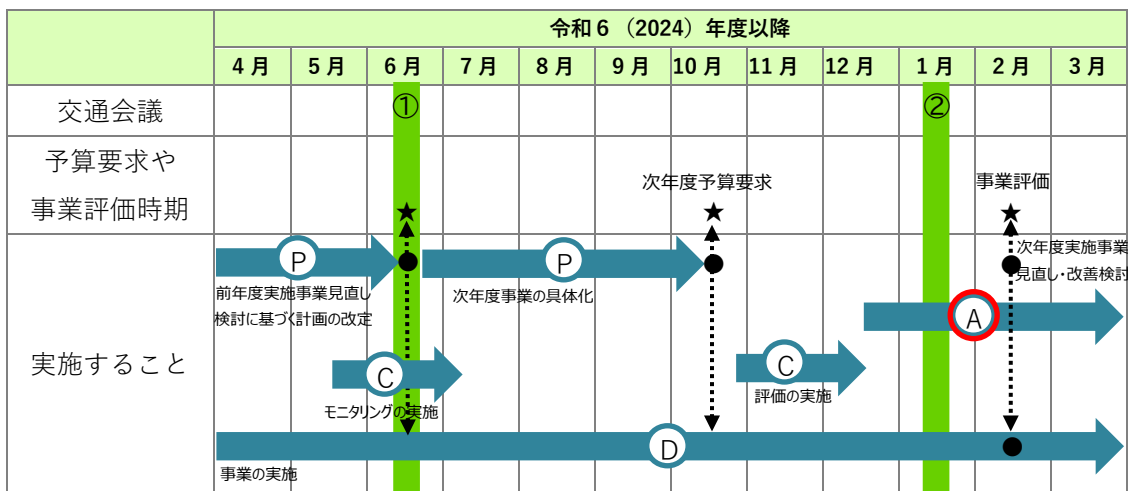 令和６（2024）年度以降
４月 ５月 ６月 ７月 ８月 ９月 10月 11月 12月 １月 ２月 ３月
交通会議
① ②
予算要求や
事業評価時期
次年度予算要求
事業評価
★ ★ ★
実施すること
P
前年度実施事業見直し
検討に基づく計画の改定
P
次年度事業の具体化
次年度実施事業
見直し・改善検討
A
C
モニタリングの実施
C
評価の実施
D
事業の実施